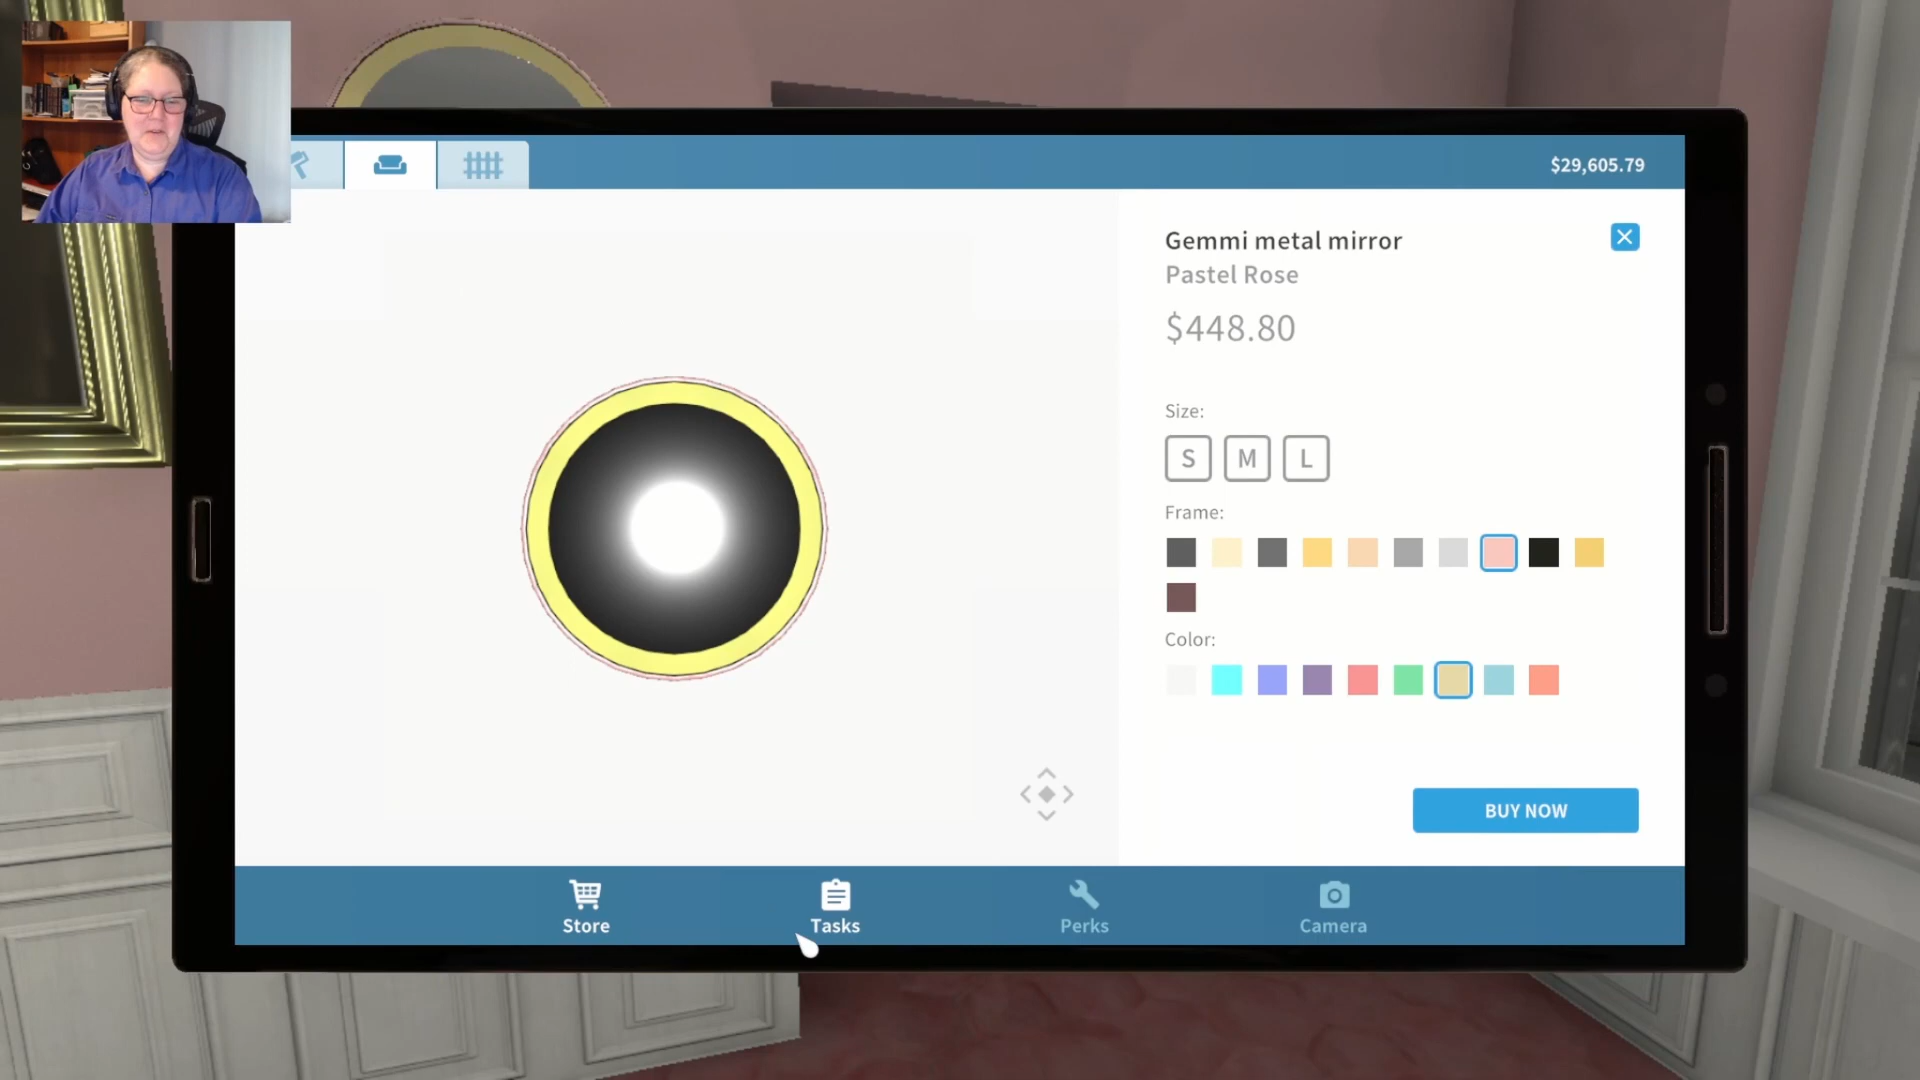 $29,605.79
Gemmi metal mirror
Pastel Rose
$448.80
Size:
S M L
Frame:
Color:
BUY NOW
Store Tasks Perks Camera